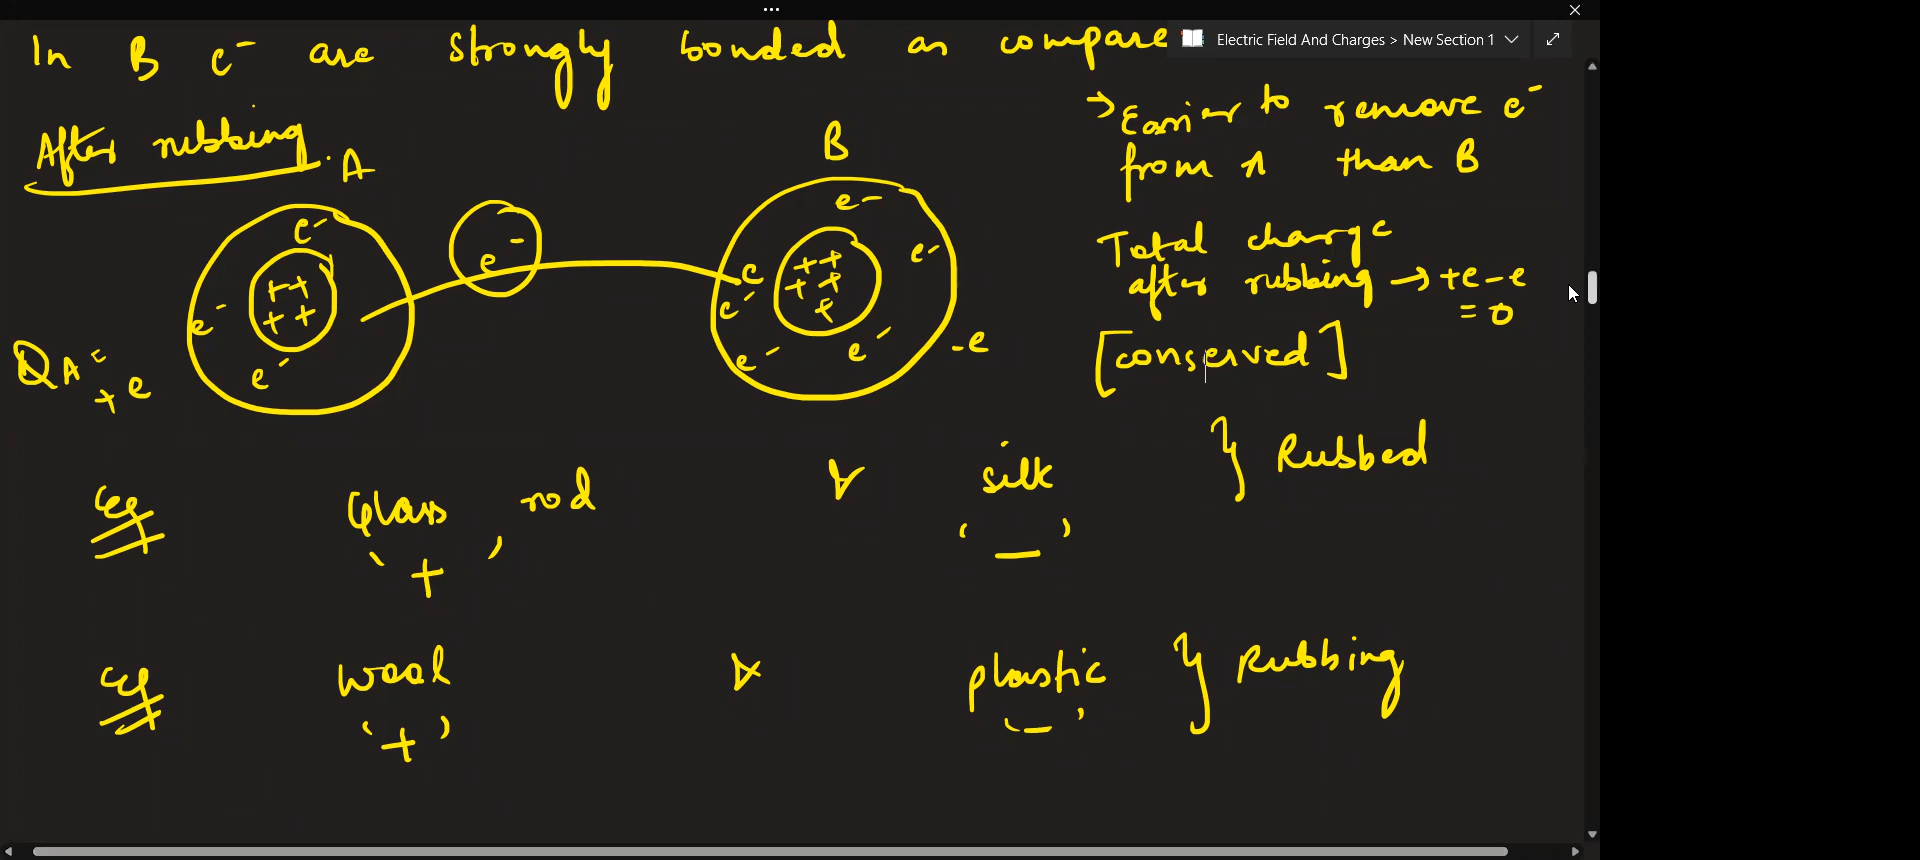 In B e⁻ are strongly bonded as compare
Electric Field And Charges > New Section 1
→ Easier to remove e⁻
from A than B
After rubbing.
A
B
e⁻
e⁻
e⁻
++
++
e⁻
e⁻
e⁻
e
e⁻
e⁻
e⁻
++
++
+
-e
QA =
+e
Total charge
after rubbing → +e-e
= 0
[conserved]
eg Glass rod & silk } Rubbed
'+' '-'
eg wool & plastic } Rubbing
'+' '-'